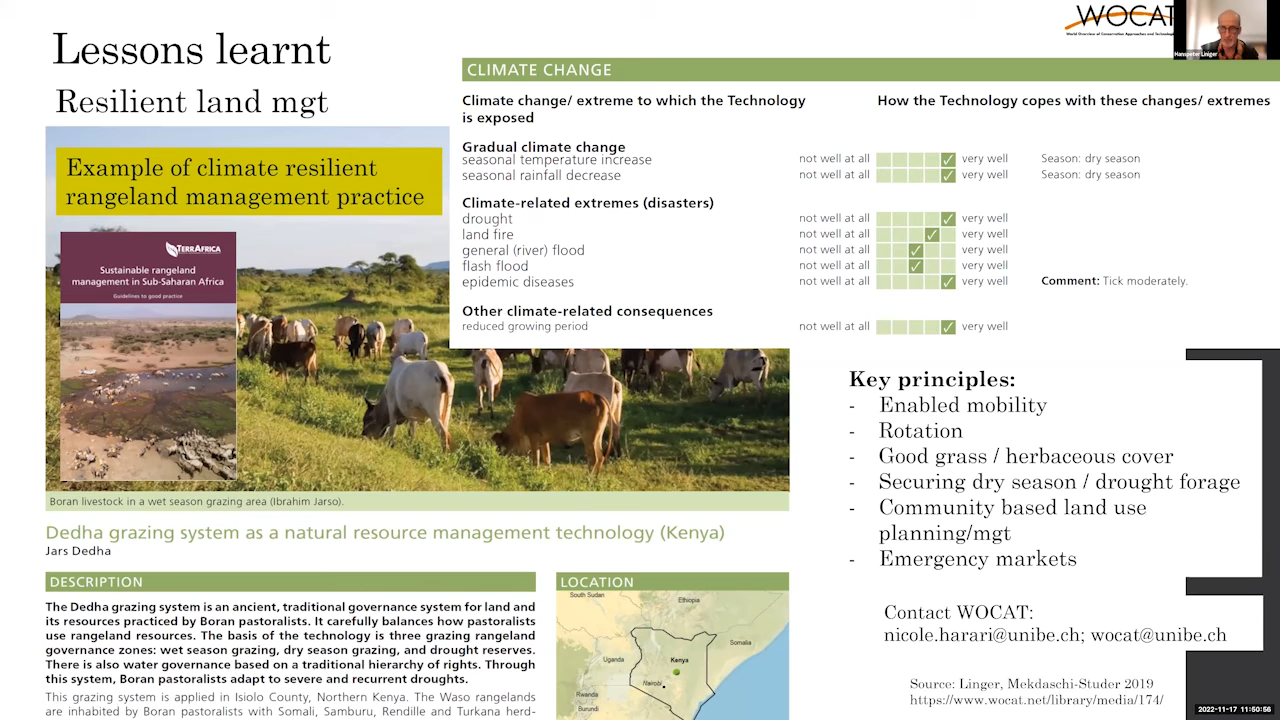 Lessons learnt
Resilient land mgt
WOCAT
World Overview of Conservation Approaches and Technologies
Hanspeter Liniger
Example of climate resilient
rangeland management practice
TERRAFRICA
Sustainable rangeland
management in Sub-Saharan Africa
Guidelines to good practice
CLIMATE CHANGE
Climate change/ extreme to which the Technology
is exposed
How the Technology copes with these changes/ extremes
Gradual climate change
seasonal temperature increase not well at all ✓ very well Season: dry season
seasonal rainfall decrease not well at all ✓ very well Season: dry season
Climate-related extremes (disasters)
drought not well at all ✓ very well
land fire not well at all ✓ very well
general (river) flood not well at all ✓ very well
flash flood not well at all ✓ very well
epidemic diseases not well at all ✓ very well Comment: Tick moderately.
Other climate-related consequences
reduced growing period not well at all ✓ very well
Boran livestock in a wet season grazing area (Ibrahim Jarso).
Dedha grazing system as a natural resource management technology (Kenya)
Jars Dedha
DESCRIPTION
The Dedha grazing system is an ancient, traditional governance system for land and
its resources practiced by Boran pastoralists. It carefully balances how pastoralists
use rangeland resources. The basis of the technology is three grazing rangeland
governance zones: wet season grazing, dry season grazing, and drought reserves.
There is also water governance based on a traditional hierarchy of rights. Through
this system, Boran pastoralists adapt to severe and recurrent droughts.
This grazing system is applied in Isiolo County, Northern Kenya. The Waso rangelands
are inhabited by Boran pastoralists with Somali, Samburu, Rendille and Turkana herd-
LOCATION
South Sudan
Ethiopia
Somalia
Uganda
Kenya
Nairobi
Rwanda
Burundi
Key principles:
- Enabled mobility
- Rotation
- Good grass / herbaceous cover
- Securing dry season / drought forage
- Community based land use
planning/mgt
- Emergency markets
Contact WOCAT:
nicole.harari@unibe.ch; wocat@unibe.ch
Source: Linger, Mekdaschi-Studer 2019
https://www.wocat.net/library/media/174/
2022-11-17 11:50:56